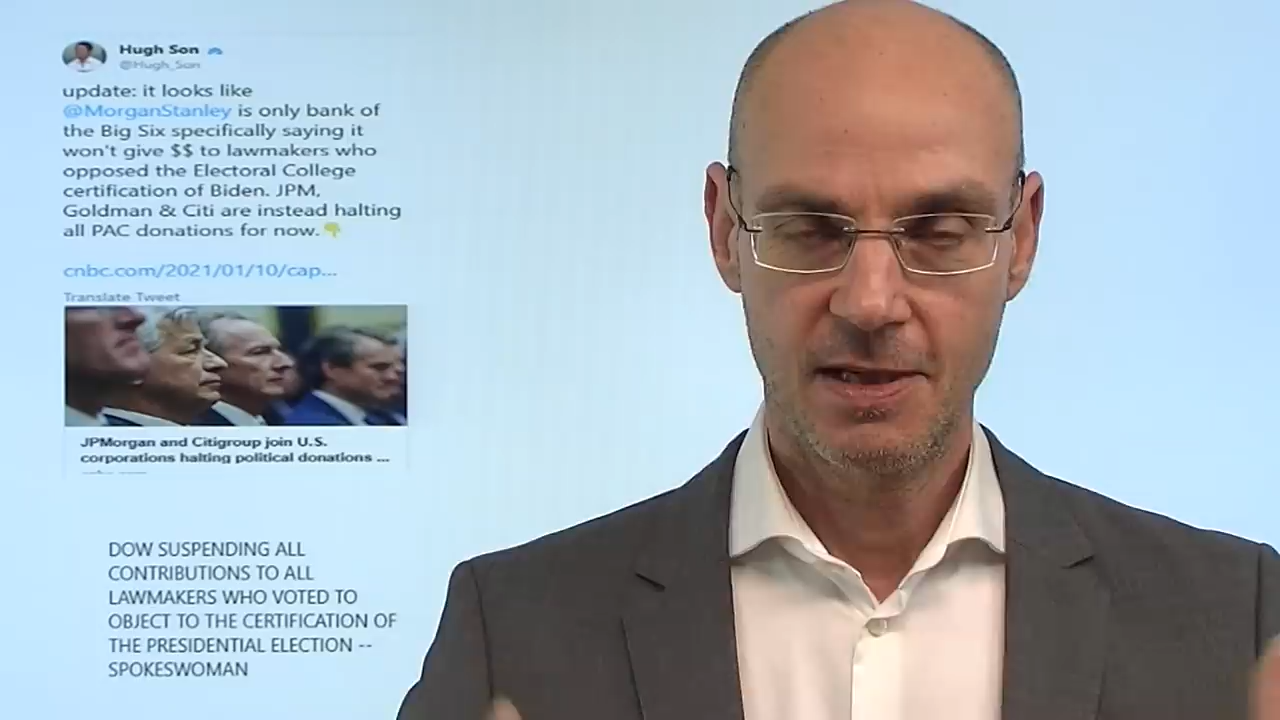 Hugh Son
@Hugh_Son
update: it looks like
@MorganStanley is only bank of
the Big Six specifically saying it
won't give $$ to lawmakers who
opposed the Electoral College
certification of Biden. JPM,
Goldman & Citi are instead halting
all PAC donations for now.👇
cnbc.com/2021/01/10/cap...
Translate Tweet
JPMorgan and Citigroup join U.S.
corporations halting political donations ...
DOW SUSPENDING ALL
CONTRIBUTIONS TO ALL
LAWMAKERS WHO VOTED TO
OBJECT TO THE CERTIFICATION OF
THE PRESIDENTIAL ELECTION --
SPOKESWOMAN